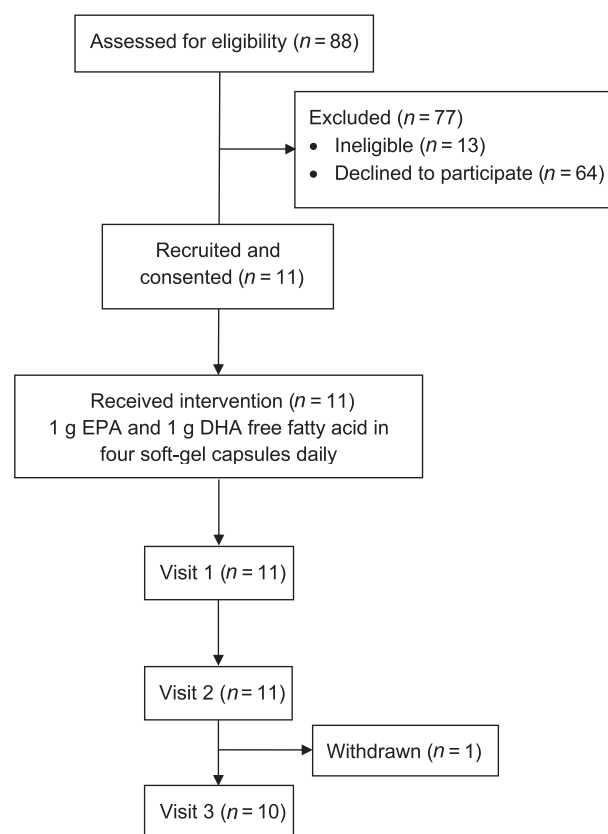 Assessed for eligibility (n = 88)
Excluded (n = 77)
• Ineligible (n = 13)
• Declined to participate (n = 64)
Recruited and
consented (n = 11)
Received intervention (n = 11)
1 g EPA and 1 g DHA free fatty acid in
four soft-gel capsules daily
Visit 1 (n = 11)
Visit 2 (n = 11)
Withdrawn (n = 1)
Visit 3 (n = 10)